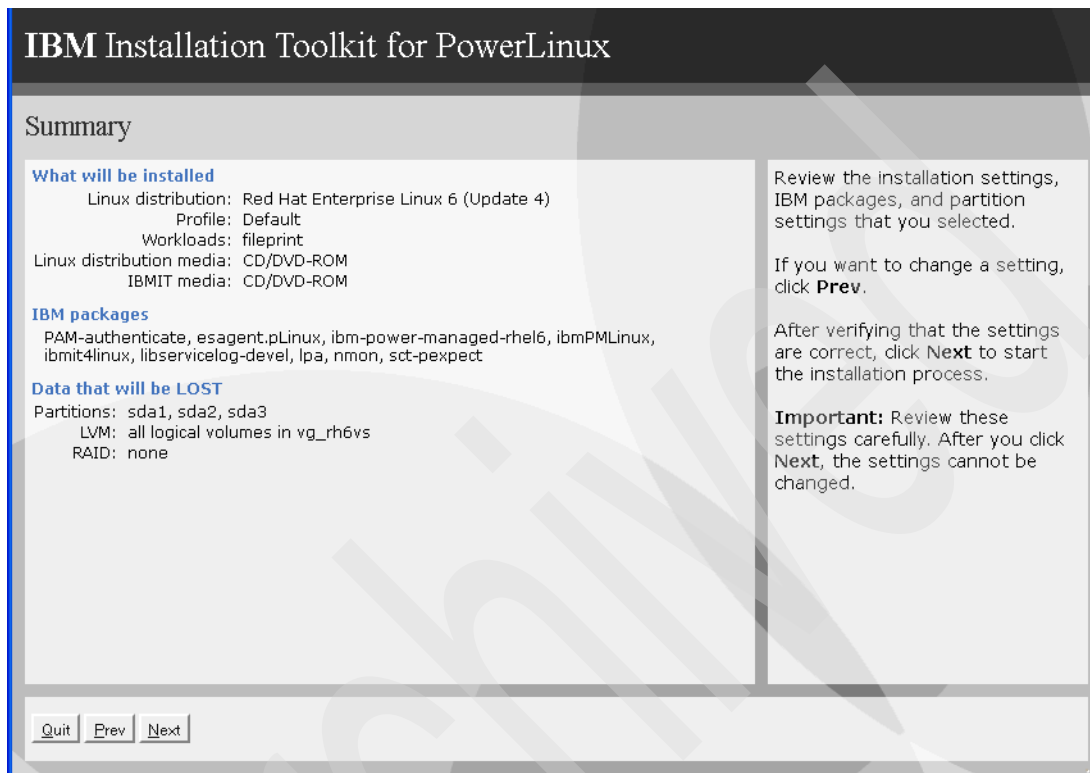 IBM Installation Toolkit for PowerLinux
Summary
What will be installed
Linux distribution: Red Hat Enterprise Linux 6 (Update 4)
Profile: Default
Workloads: fileprint
Linux distribution media: CD/DVD-ROM
IBMIT media: CD/DVD-ROM
IBM packages
PAM-authenticate, esagent.pLinux, ibm-power-managed-rhel6, ibmPMLinux,
ibmit4linux, libservicelog-devel, lpa, nmon, sct-pexpect
Data that will be LOST
Partitions: sda1, sda2, sda3
LVM: all logical volumes in vg_rh6vs
RAID: none
Review the installation settings,
IBM packages, and partition
settings that you selected.
If you want to change a setting,
click Prev.
After verifying that the settings
are correct, click Next to start
the installation process.
Important: Review these
settings carefully. After you click
Next, the settings cannot be
changed.
Quit Prev Next